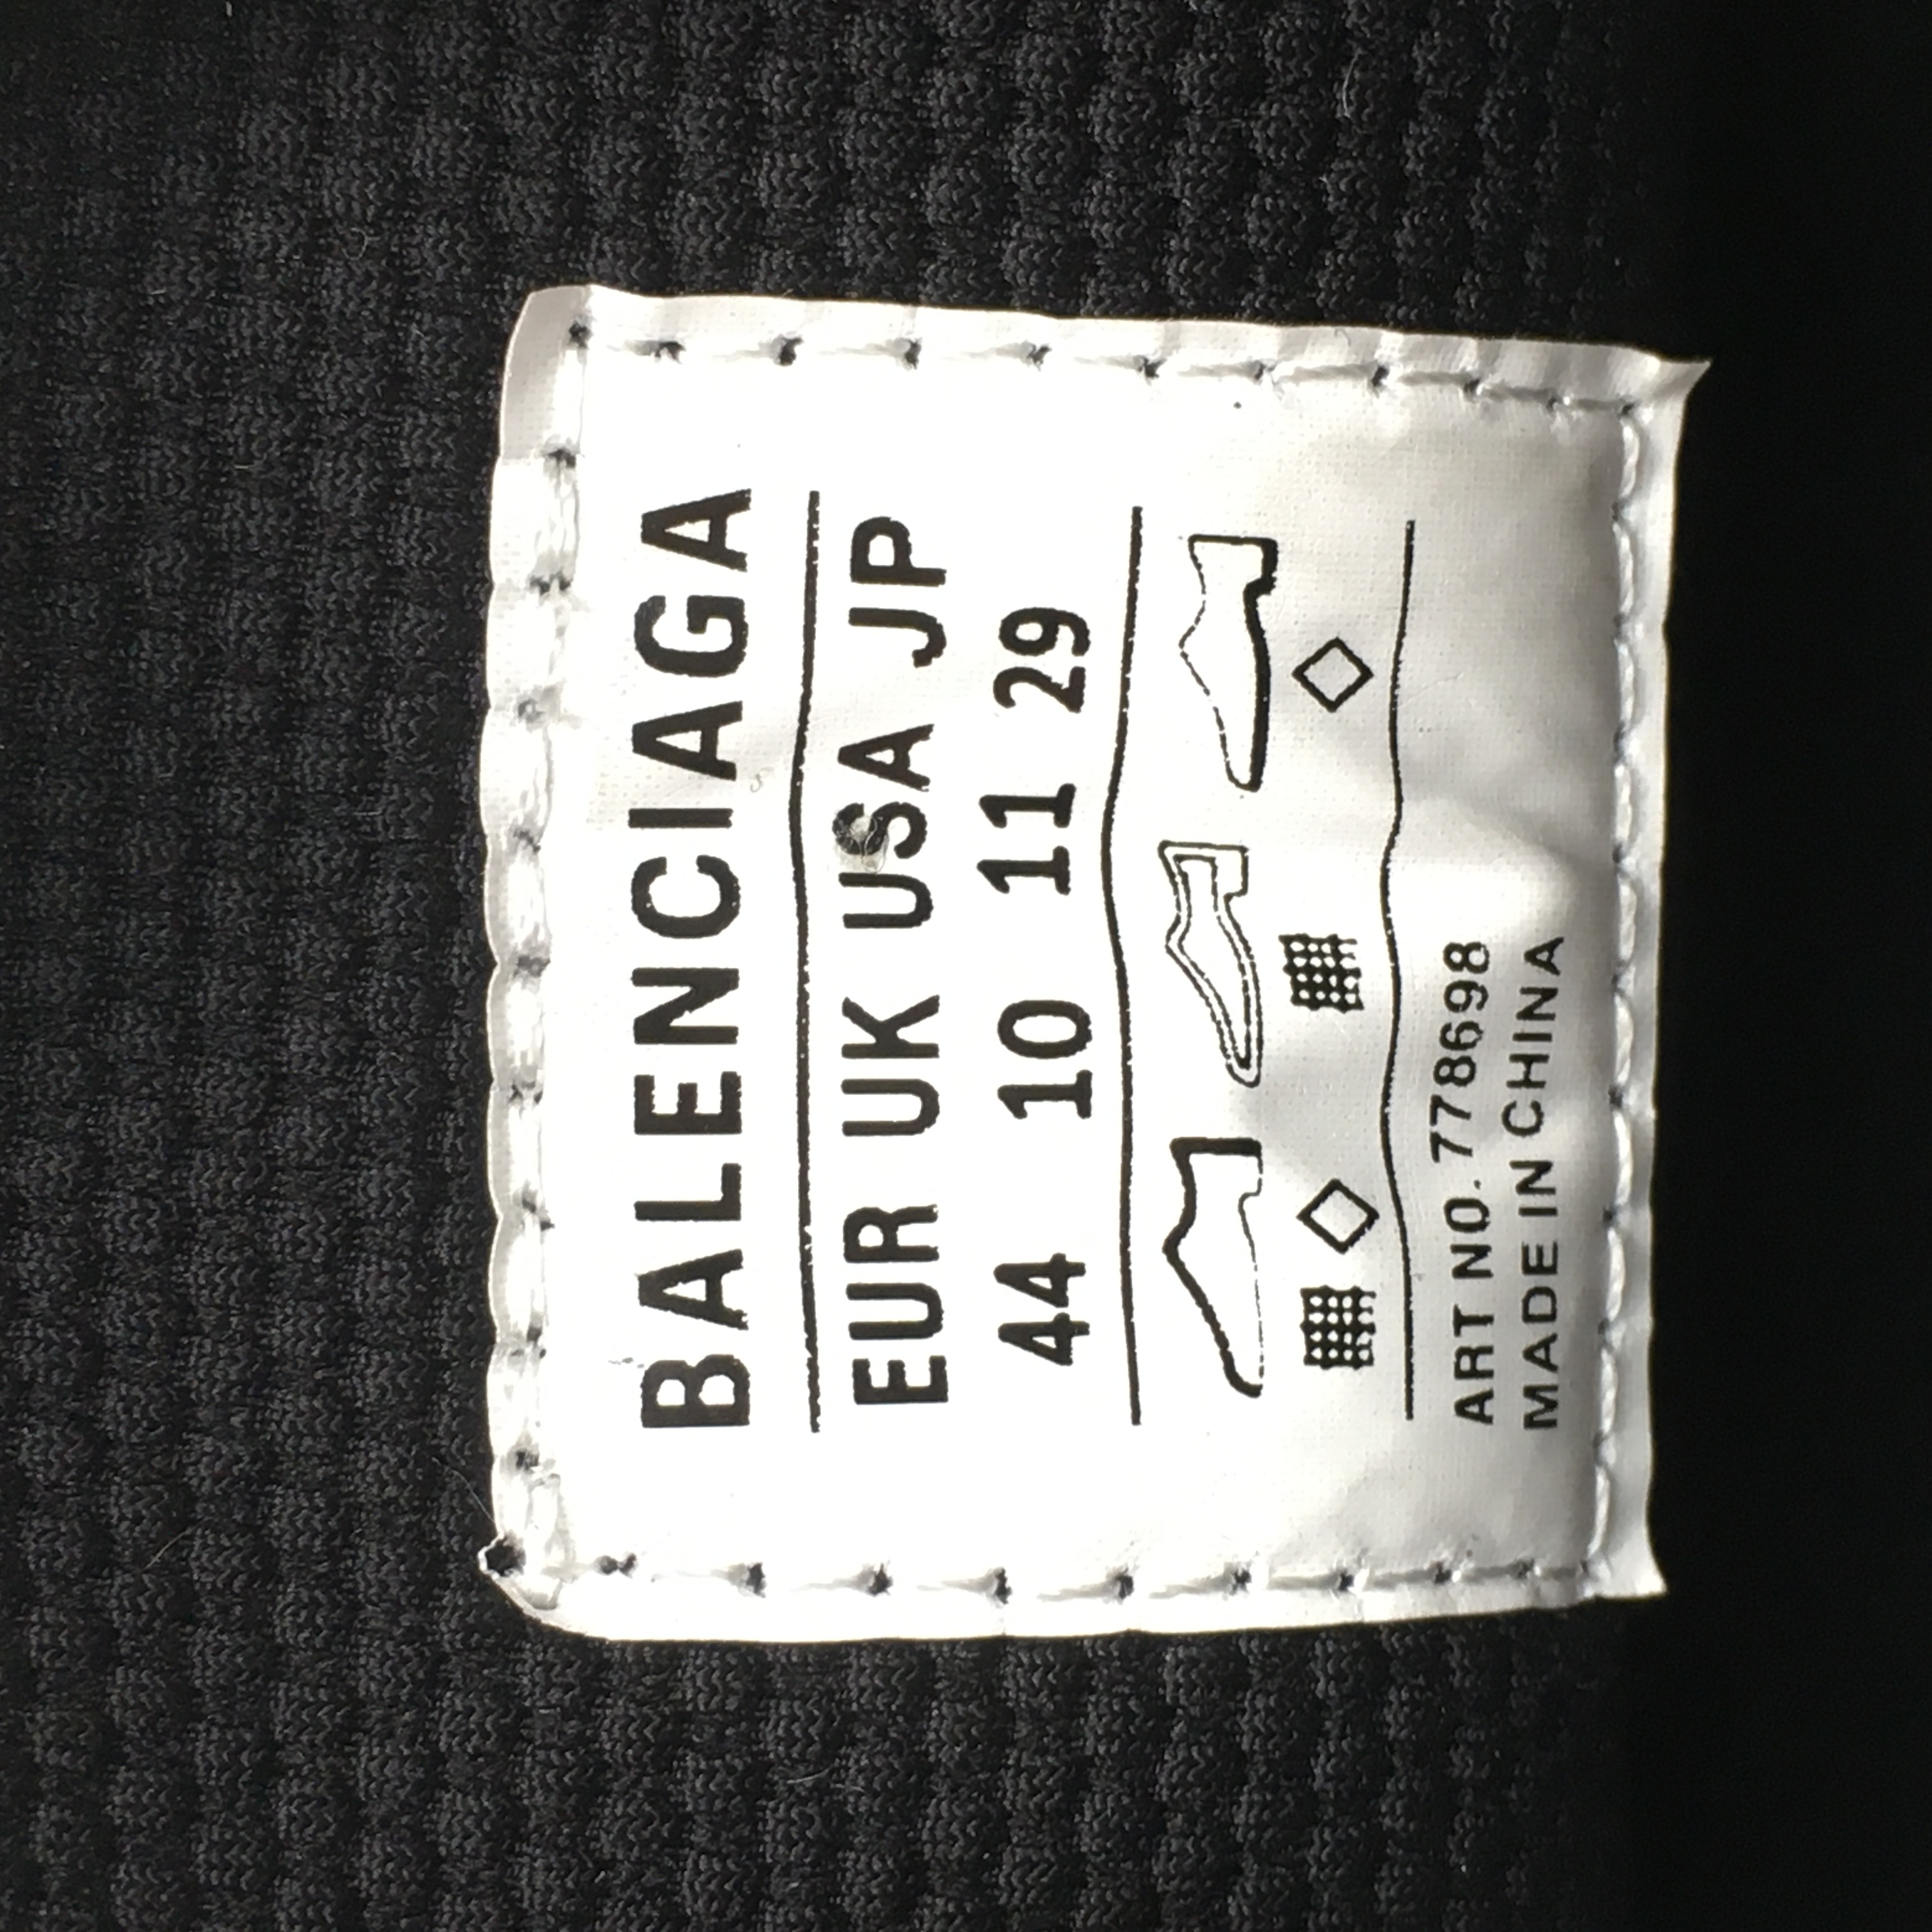 BALENCIAGA
EUR UK USA JP
44 10 11 29
ART NO. 778698
MADE IN CHINA